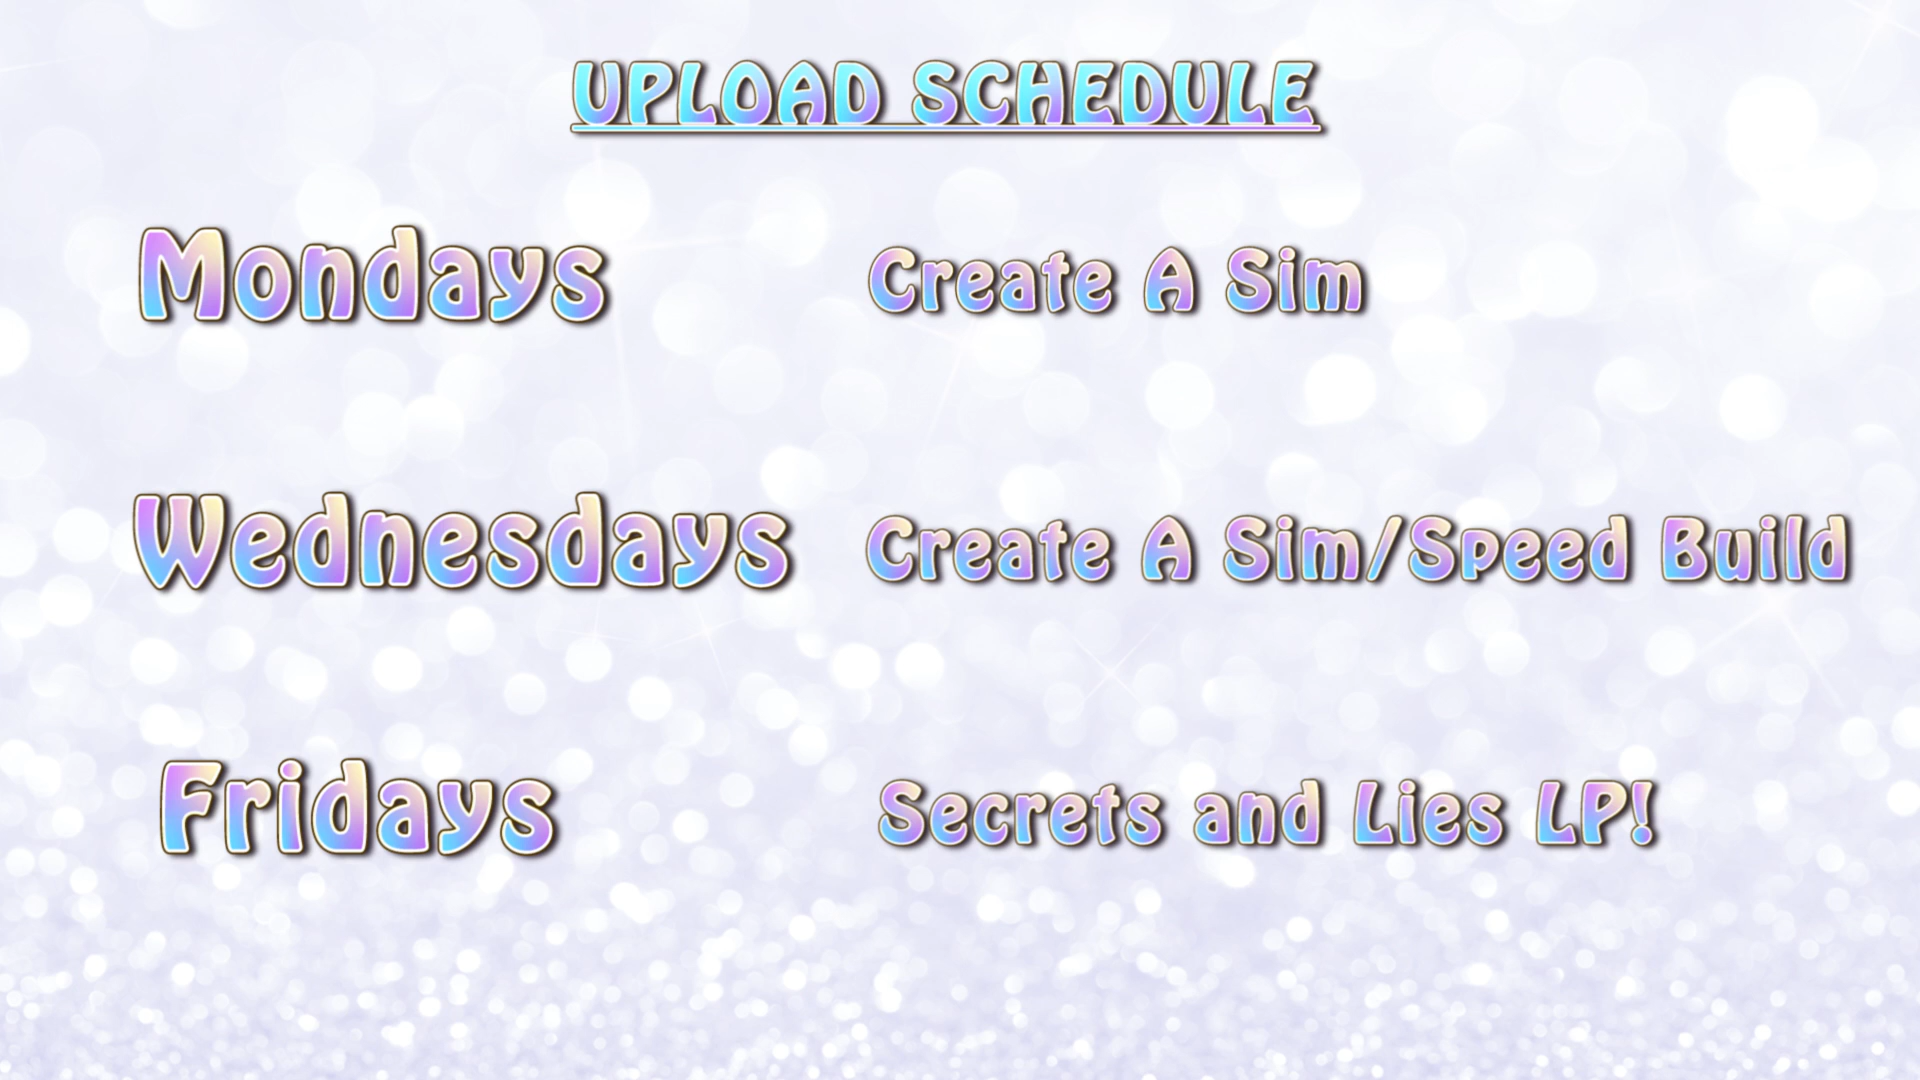 UPLOAD SCHEDULE
Mondays Create A Sim
Wednesdays Create A Sim/Speed Build
Fridays Secrets and Lies LP!